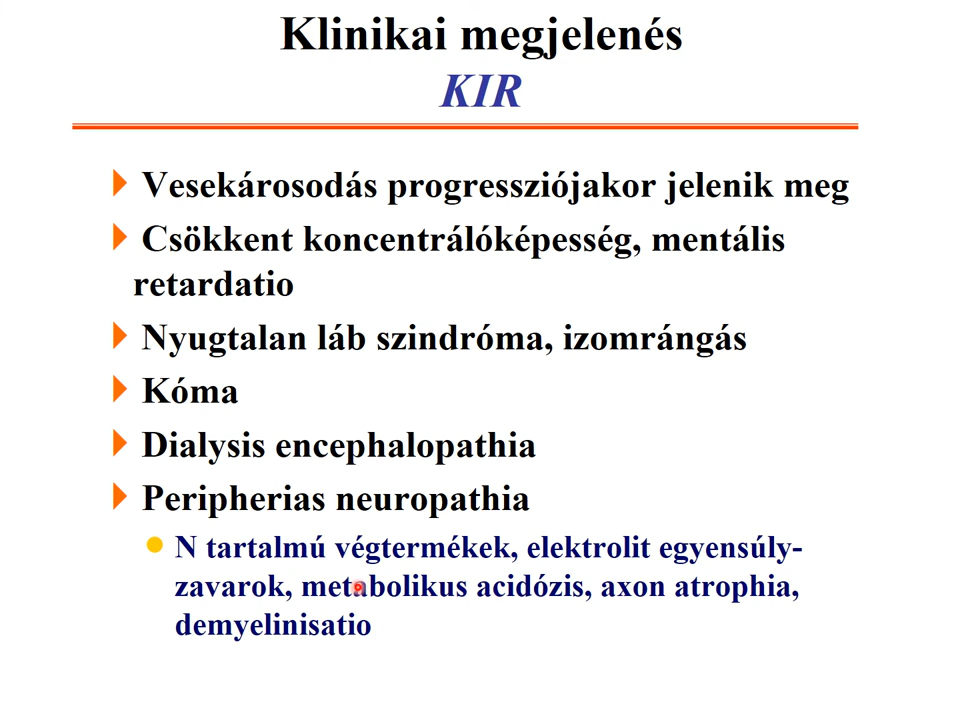 Klinikai megjelenés
KIR
Vesekárosodás progressziójakor jelenik meg
Csökkent koncentrálóképesség, mentális
retardatio
Nyugtalan láb szindróma, izomrángás
Kóma
Dialysis encephalopathia
Peripherias neuropathia
N tartalmú végtermékek, elektrolit egyensúly-
zavarok, metabolikus acidózis, axon atrophia,
demyelinisatio